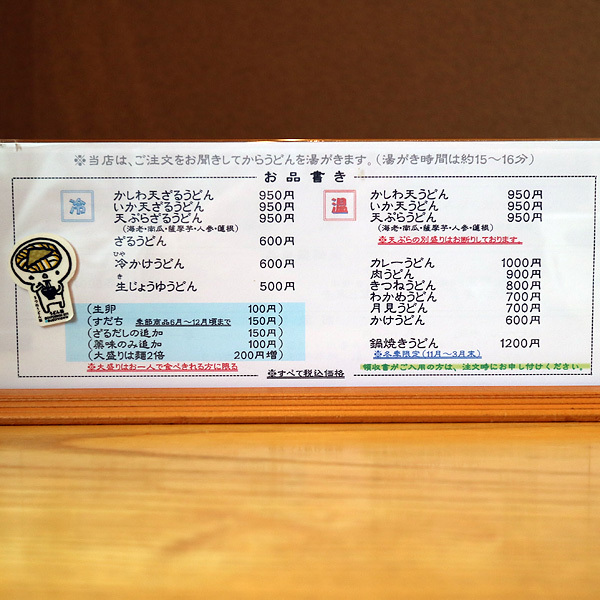 ※当店は、ご注文をお聞きしてからうどんを湯がきます。(湯がき時間は約15～16分)
お品書き
冷
かしわ天ざるうどん 950円
いか天ざるうどん 950円
天ぷらざるうどん 950円
(海老・南瓜・薩摩芋・人参・蓮根)
ざるうどん 600円
ひや
冷かけうどん 600円
き
生じょうゆうどん 500円
(生卵 100円)
(すだち 季節商品6月～12月頃まで 150円)
(ざるだしの追加 150円)
(薬味のみ追加 100円)
(大盛りは麺2倍 200円増)
※大盛りはお一人で食べきれる方に限る
温
かしわ天うどん 950円
いか天うどん 950円
天ぷらうどん 950円
(海老・南瓜・薩摩芋・人参・蓮根)
※天ぷらの別盛りはお断りしております。
カレーうどん 1000円
肉うどん 900円
きつねうどん 800円
わかめうどん 700円
月見うどん 700円
かけうどん 600円
鍋焼きうどん 1200円
※冬季限定(11月～3月末)
領収書がご入用の方は、注文時にお申し付けください。
※すべて税込価格